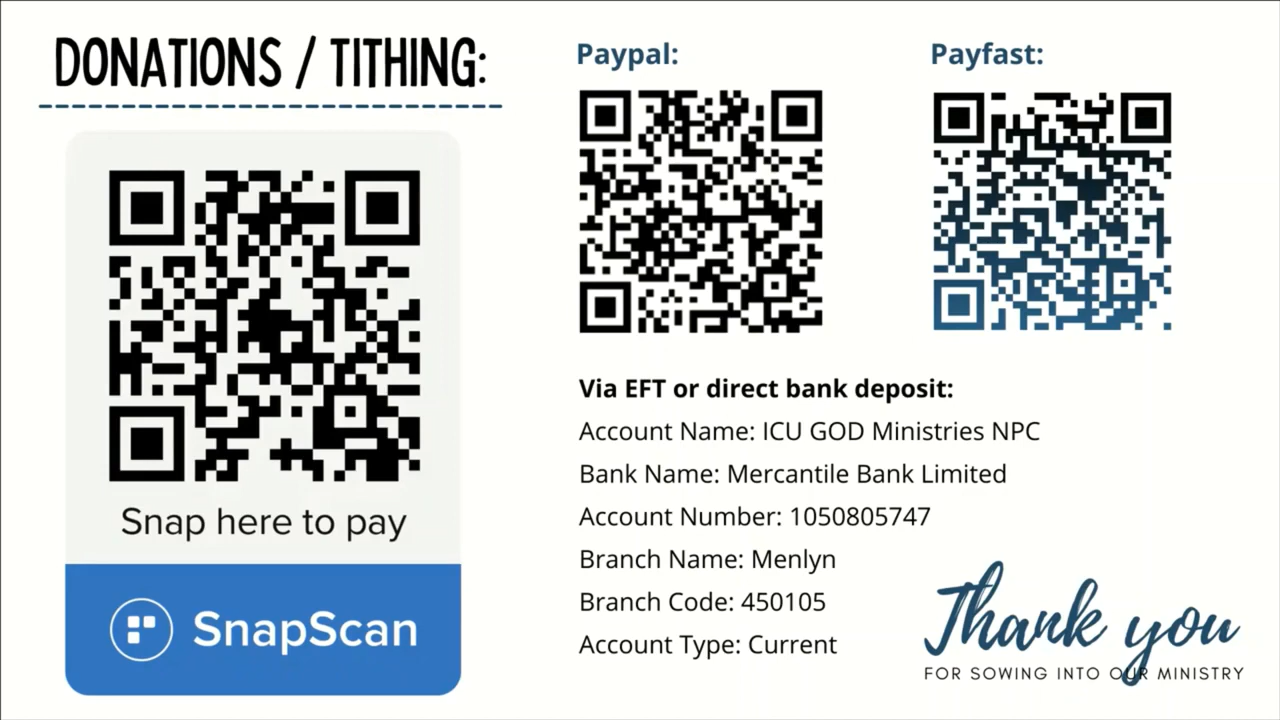 DONATIONS / TITHING:
Snap here to pay
SnapScan
Paypal:
Payfast:
Via EFT or direct bank deposit:
Account Name: ICU GOD Ministries NPC
Bank Name: Mercantile Bank Limited
Account Number: 1050805747
Branch Name: Menlyn
Branch Code: 450105
Account Type: Current
Thank you
FOR SOWING INTO OUR MINISTRY